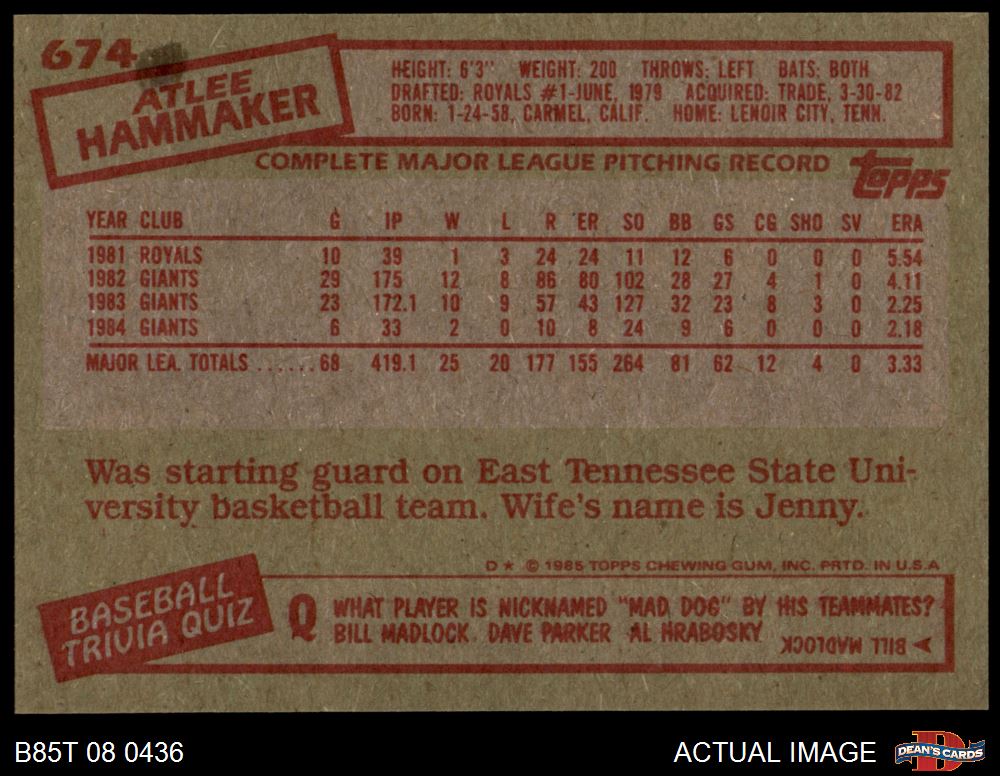 674
ATLEE
HAMMAKER
HEIGHT: 6'3" WEIGHT: 200 THROWS: LEFT BATS: BOTH
DRAFTED: ROYALS #1-JUNE, 1979 ACQUIRED: TRADE, 3-30-82
BORN: 1-24-58, CARMEL, CALIF. HOME: LENOIR CITY, TENN.
COMPLETE MAJOR LEAGUE PITCHING RECORD
topps
YEAR CLUB G IP W L R ER SO BB GS CG SHO SV ERA
1981 ROYALS 10 39 1 3 24 24 11 12 6 0 0 0 5.54
1982 GIANTS 29 175 12 8 86 80 102 28 27 4 1 0 4.11
1983 GIANTS 23 172.1 10 9 57 43 127 32 23 8 3 0 2.25
1984 GIANTS 6 33 2 0 10 8 24 9 6 0 0 0 2.18
MAJOR LEA. TOTALS ...... 68 419.1 25 20 177 155 264 81 62 12 4 0 3.33
Was starting guard on East Tennessee State Uni-
versity basketball team. Wife's name is Jenny.
D ★ © 1985 TOPPS CHEWING GUM, INC. PRTD. IN U.S.A
BASEBALL
TRIVIA QUIZ
Q WHAT PLAYER IS NICKNAMED "MAD DOG" BY HIS TEAMMATES?
BILL MADLOCK. DAVE PARKER AL HRABOSKY
BILL MADLOCK
B85T 08 0436
ACTUAL IMAGE
D
DEAN'S CARDS